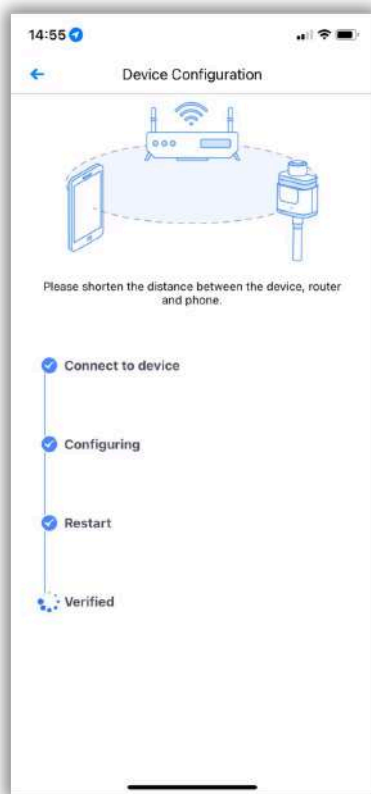 14:55
Device Configuration
Please shorten the distance between the device, router
and phone.
Connect to device
Configuring
Restart
Verified